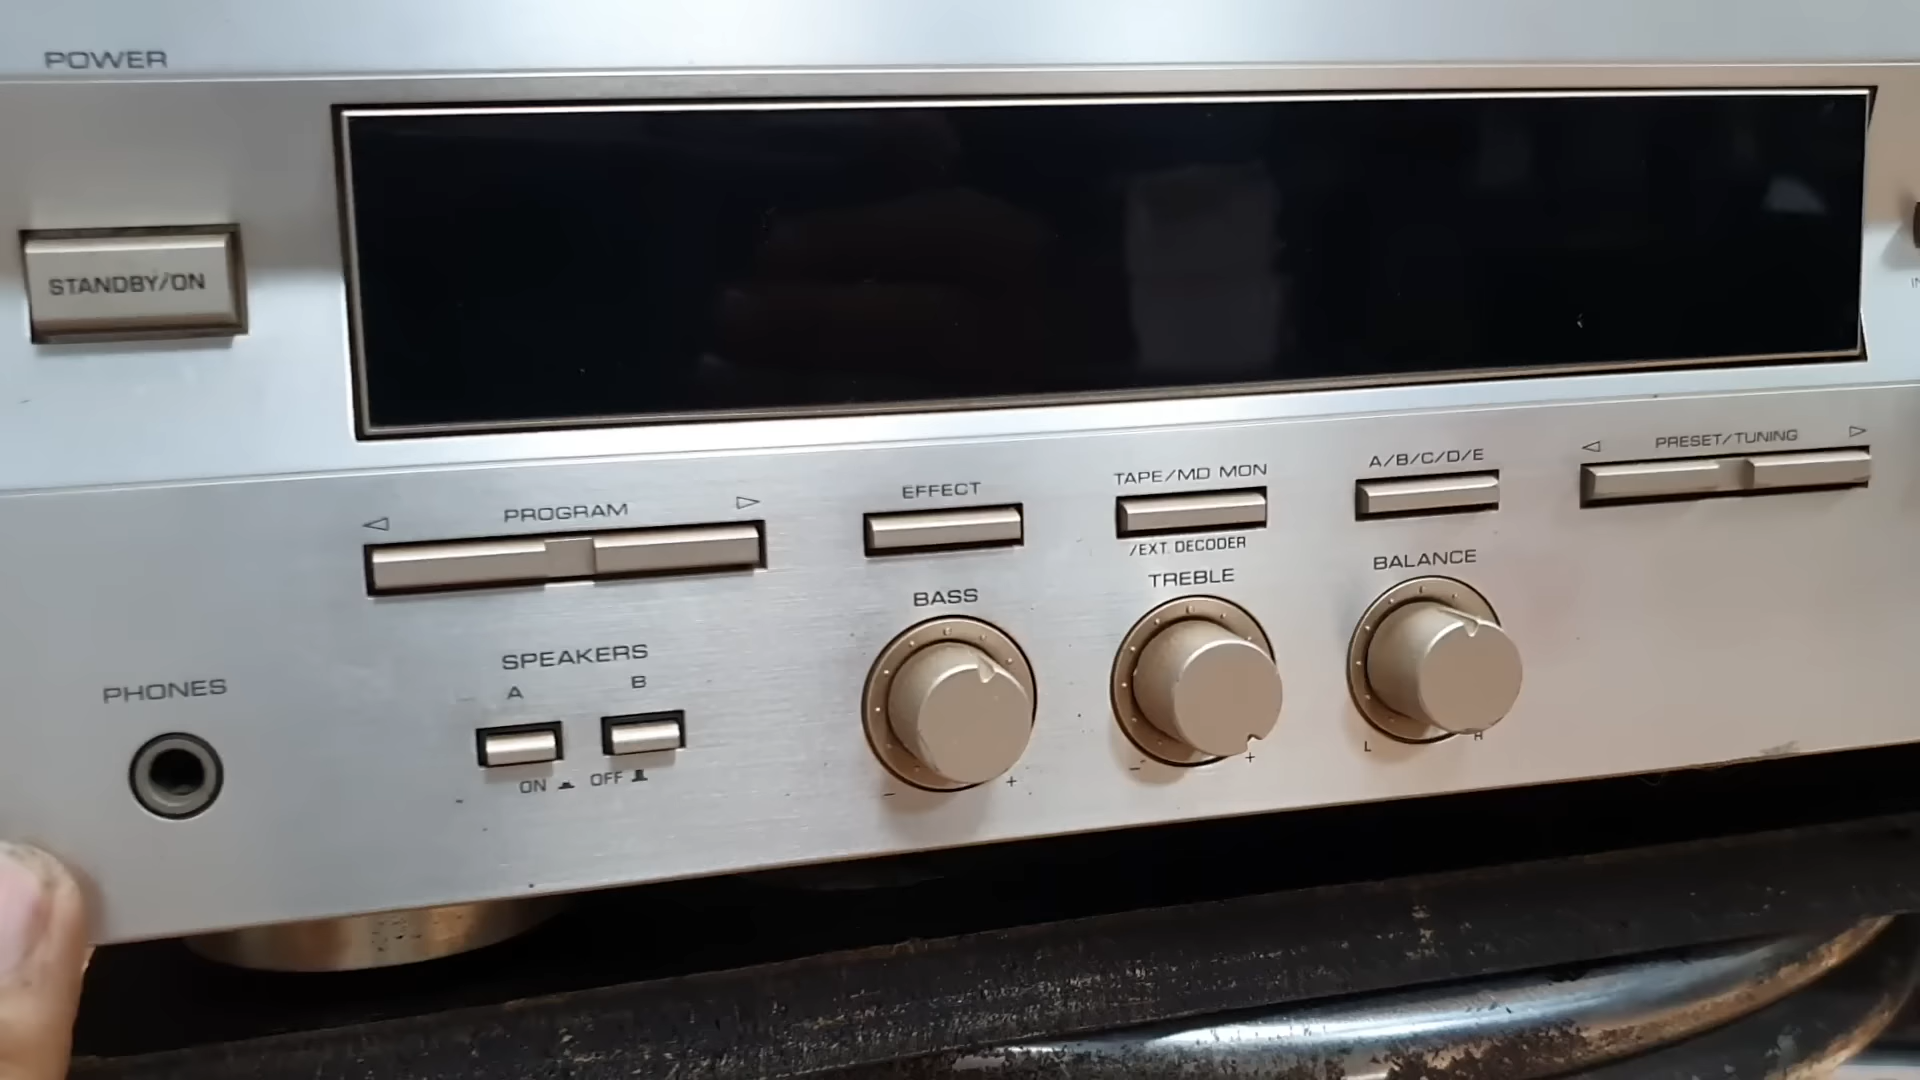 POWER
STANDBY/ON
PROGRAM
EFFECT
TAPE/MD MON
/EXT. DECODER
A/B/C/D/E
PRESET/TUNING
PHONES
SPEAKERS
A B
ON OFF
BASS
- +
TREBLE
- +
BALANCE
L R